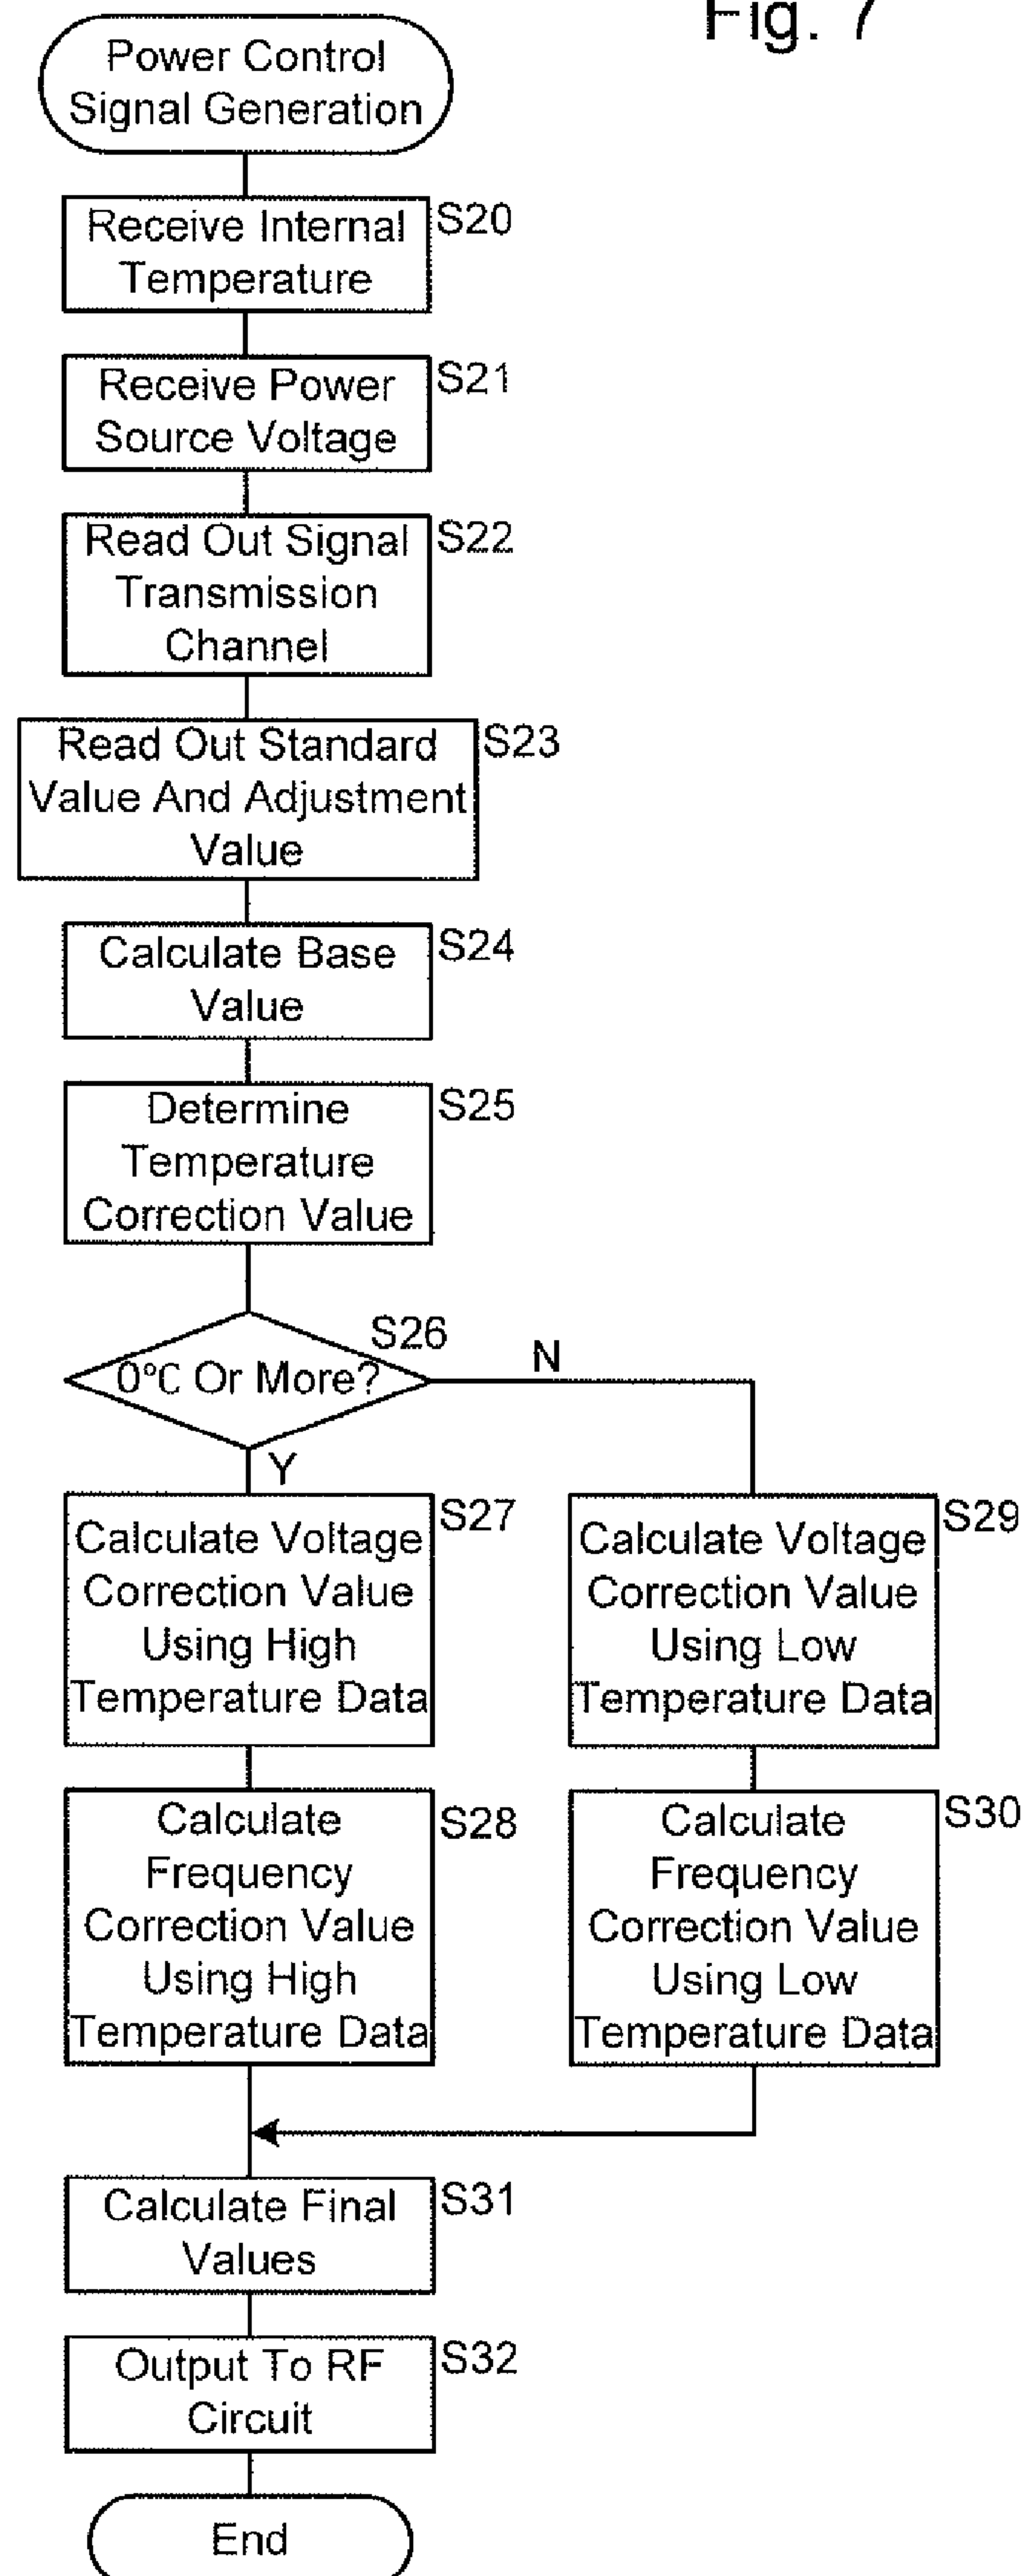 Fig. 7
Power Control
Signal Generation
Receive Internal
Temperature
S20
Receive Power
Source Voltage
S21
Read Out Signal
Transmission
Channel
S22
Read Out Standard
Value And Adjustment
Value
S23
Calculate Base
Value
S24
Determine
Temperature
Correction Value
S25
0℃ Or More?
S26
N
Y
Calculate Voltage
Correction Value
Using High
Temperature Data
S27
Calculate Voltage
Correction Value
Using Low
Temperature Data
S29
Calculate
Frequency
Correction Value
Using High
Temperature Data
S28
Calculate
Frequency
Correction Value
Using Low
Temperature Data
S30
Calculate Final
Values
S31
Output To RF
Circuit
S32
End